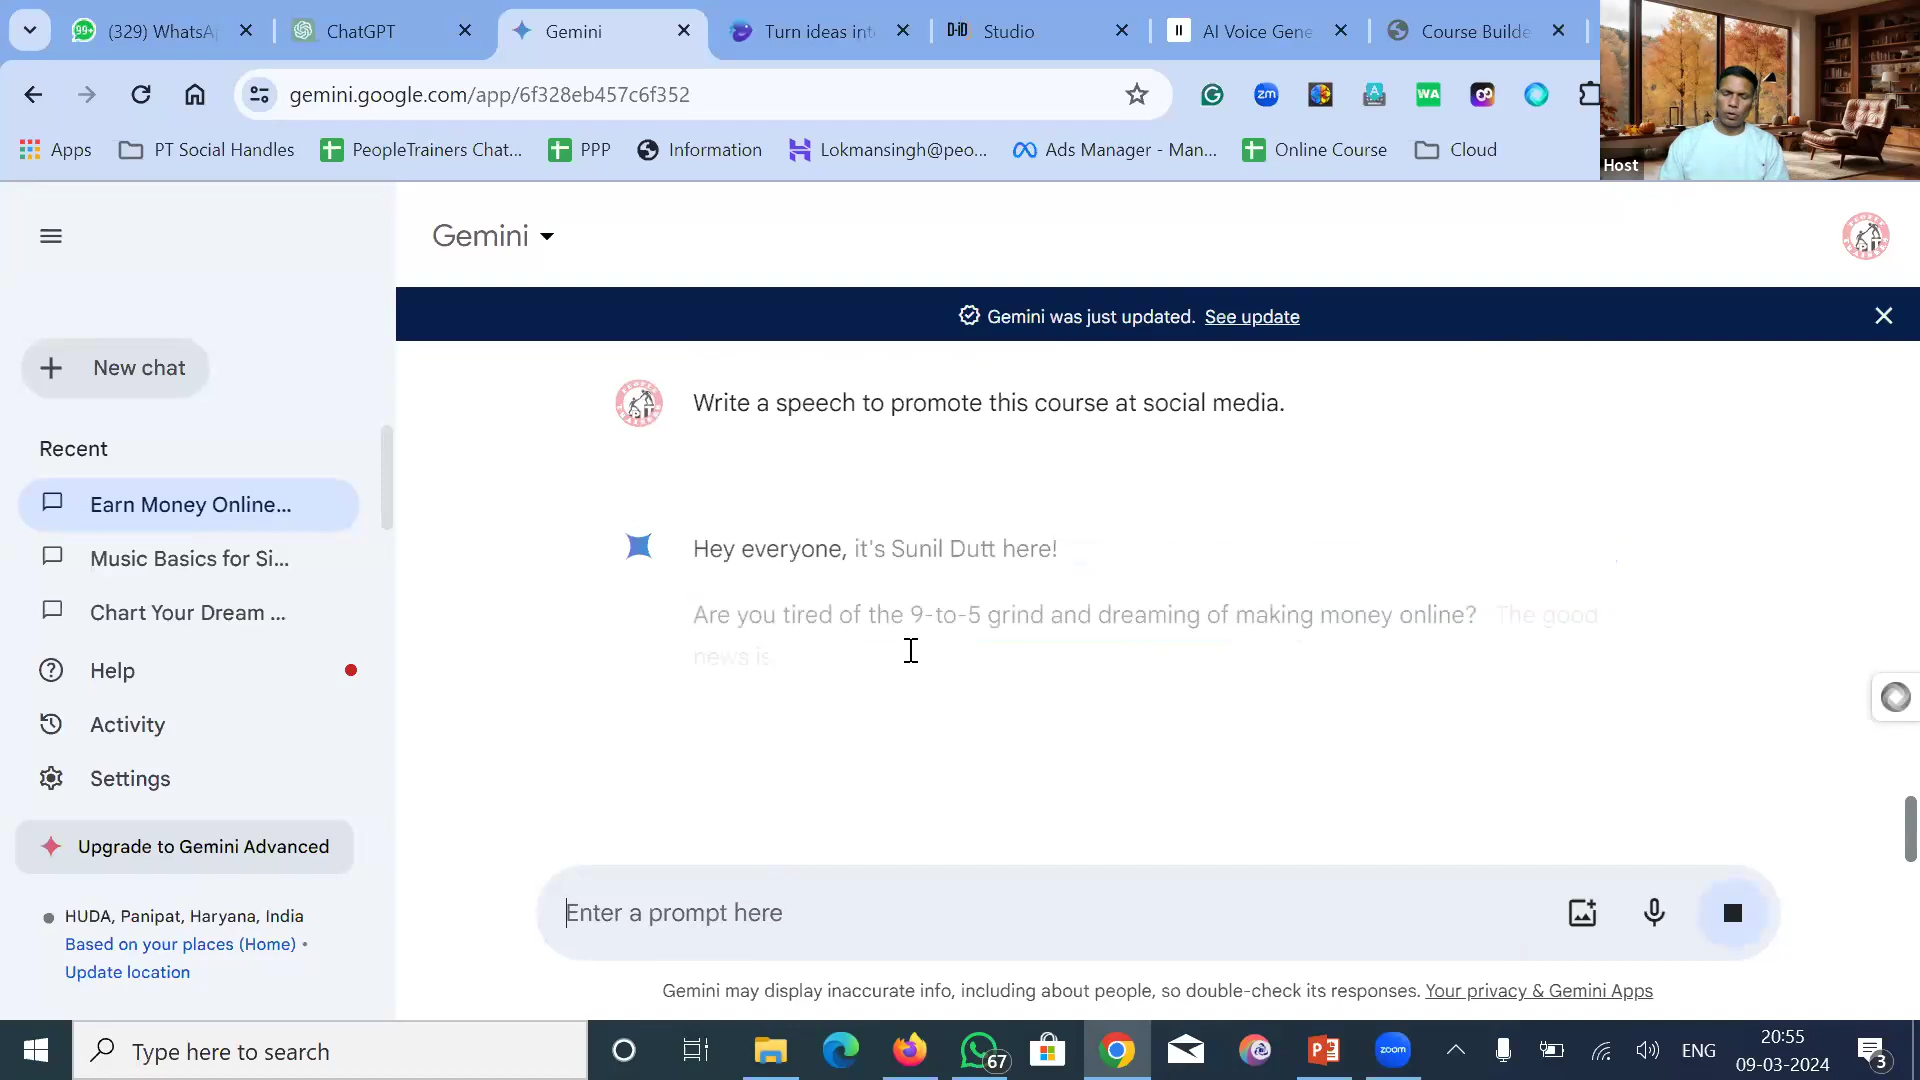 (329) WhatsA
ChatGPT
Gemini
Turn ideas int
D-iD Studio
AI Voice Gene
Course Builde
gemini.google.com/app/6f328eb457c6f352
Apps
PT Social Handles
PeopleTrainers Chat...
PPP
Information
Lokmansingh@peo...
Ads Manager - Man...
Online Course
Cloud
Host
Gemini
Gemini was just updated. See update
New chat
Recent
Earn Money Online...
Music Basics for Si...
Chart Your Dream ...
Help
Activity
Settings
Upgrade to Gemini Advanced
HUDA, Panipat, Haryana, India
Based on your places (Home) •
Update location
Write a speech to promote this course at social media.
Hey everyone, it's Sunil Dutt here!
Are you tired of the 9-to-5 grind and dreaming of making money online? The good
news is
Enter a prompt here
Gemini may display inaccurate info, including about people, so double-check its responses. Your privacy & Gemini Apps
Type here to search
67
zoom
ENG
20:55
09-03-2024
3